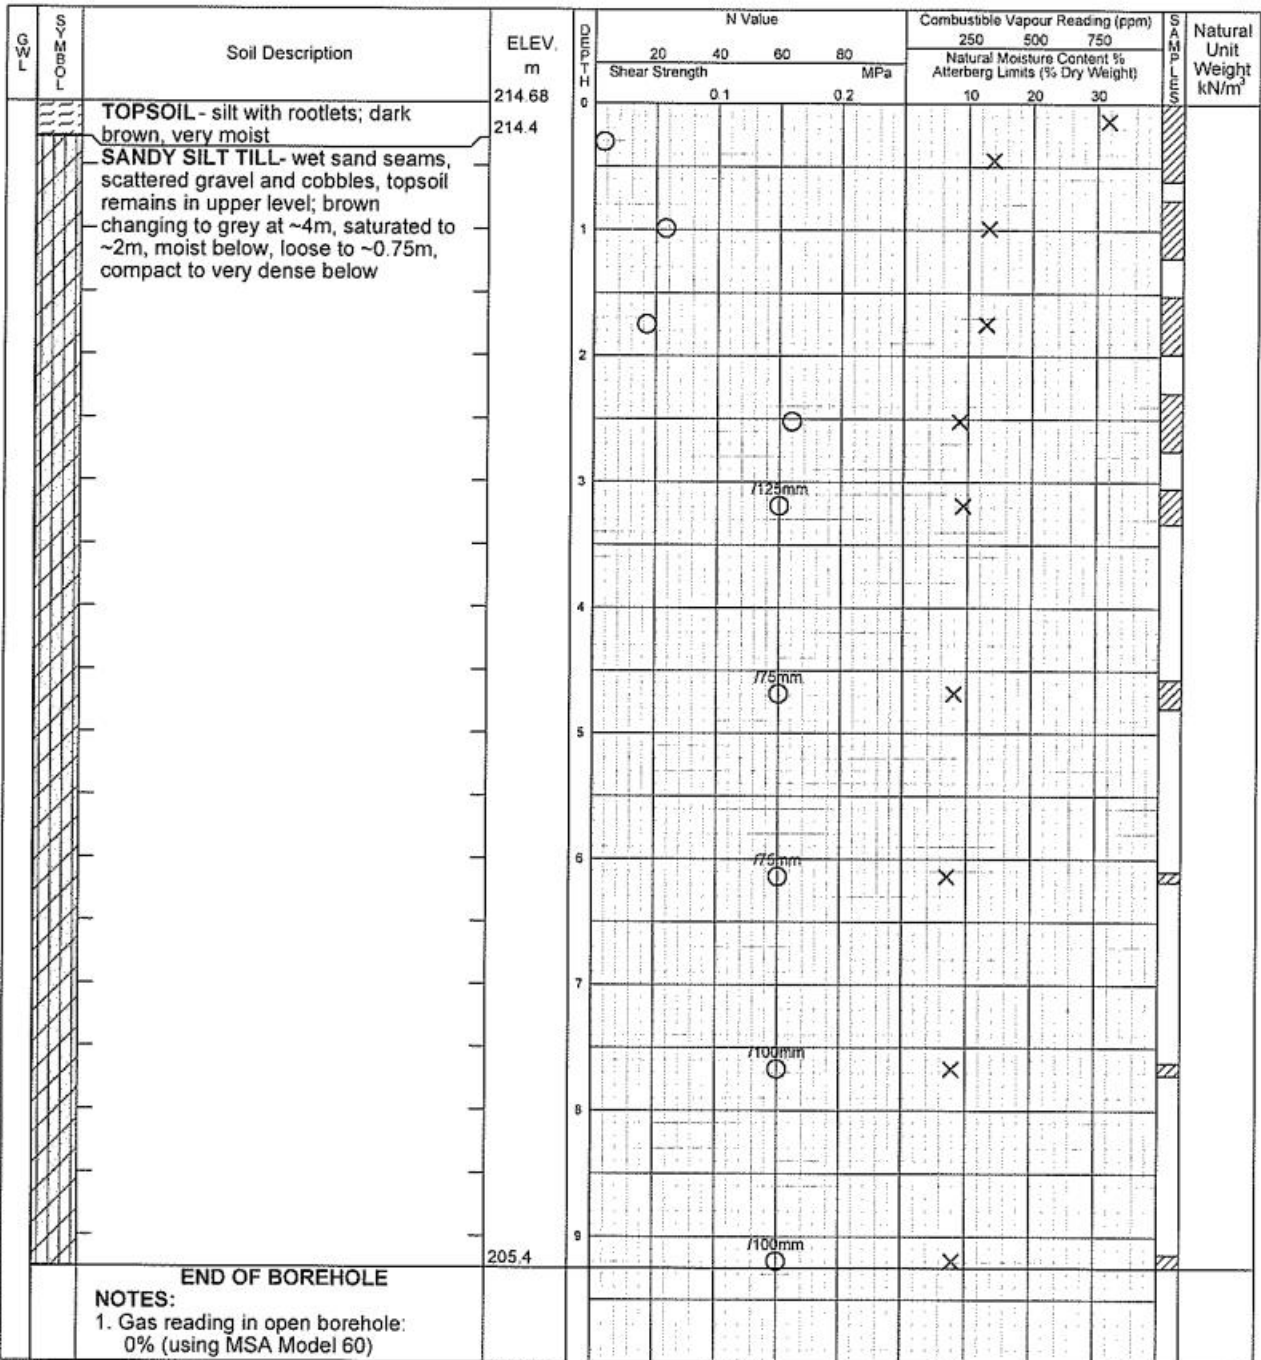 GWL
SYMBOL
Soil Description
ELEV.
m
DEPTH
N Value
20 40 60 80
Shear Strength MPa
0.1 0.2
Combustible Vapour Reading (ppm)
250 500 750
Natural Moisture Content %
Atterberg Limits (% Dry Weight)
10 20 30
SAMPLES
Natural
Unit
Weight
kN/m³
214.68
0
TOPSOIL- silt with rootlets; dark
brown, very moist
214.4
SANDY SILT TILL- wet sand seams,
scattered gravel and cobbles, topsoil
remains in upper level; brown
changing to grey at ~4m, saturated to
~2m, moist below, loose to ~0.75m,
compact to very dense below
1
2
3
/125mm
4
/75mm
5
6
/75mm
7
/100mm
8
9
/100mm
205.4
END OF BOREHOLE
NOTES:
1. Gas reading in open borehole:
0% (using MSA Model 60)